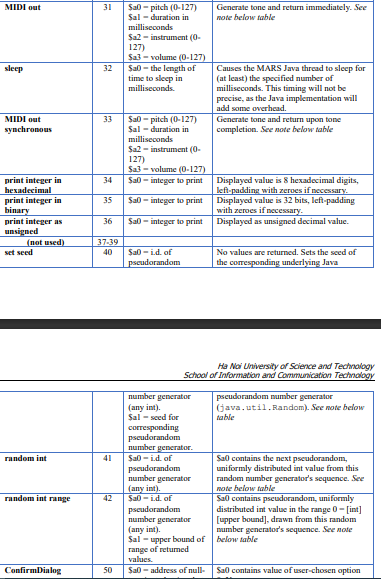 MIDI out 31 $a0 = pitch (0-127) Generate tone and return immediately. See
$a1 = duration in note below table
milliseconds
$a2 = instrument (0-
127)
$a3 = volume (0-127)
sleep 32 $a0 = the length of Causes the MARS Java thread to sleep for
time to sleep in (at least) the specified number of
milliseconds. milliseconds. This timing will not be
precise, as the Java implementation will
add some overhead.
MIDI out 33 $a0 = pitch (0-127) Generate tone and return upon tone
synchronous $a1 = duration in completion. See note below table
milliseconds
$a2 = instrument (0-
127)
$a3 = volume (0-127)
print integer in 34 $a0 = integer to print Displayed value is 8 hexadecimal digits,
hexadecimal left-padding with zeroes if necessary.
print integer in 35 $a0 = integer to print Displayed value is 32 bits, left-padding
binary with zeroes if necessary.
print integer as 36 $a0 = integer to print Displayed as unsigned decimal value.
unsigned
(not used) 37-39
set seed 40 $a0 = i.d. of No values are returned. Sets the seed of
pseudorandom the corresponding underlying Java
Ha Noi University of Science and Technology
School of Information and Communication Technology
number generator pseudorandom number generator
(any int). (java.util.Random). See note below
$a1 = seed for table
corresponding
pseudorandom
number generator.
random int 41 $a0 = i.d. of $a0 contains the next pseudorandom,
pseudorandom uniformly distributed int value from this
number generator random number generator's sequence. See
(any int). note below table
random int range 42 $a0 = i.d. of $a0 contains pseudorandom, uniformly
pseudorandom distributed int value in the range 0 = [int]
number generator [upper bound], drawn from this random
(any int). number generator's sequence. See note
$a1 = upper bound of below table
range of returned
values.
ConfirmDialog 50 $a0 = address of null- $a0 contains value of user-chosen option